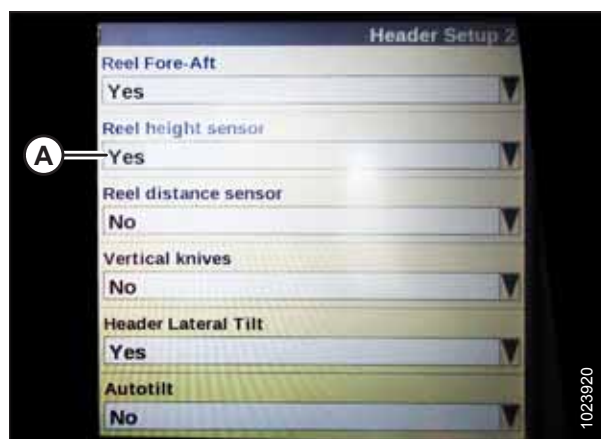 Header Setup 2
Reel Fore-Aft
Yes
Reel height sensor
A
Yes
Reel distance sensor
No
Vertical knives
No
Header Lateral Tilt
Yes
Autotilt
No
1023920